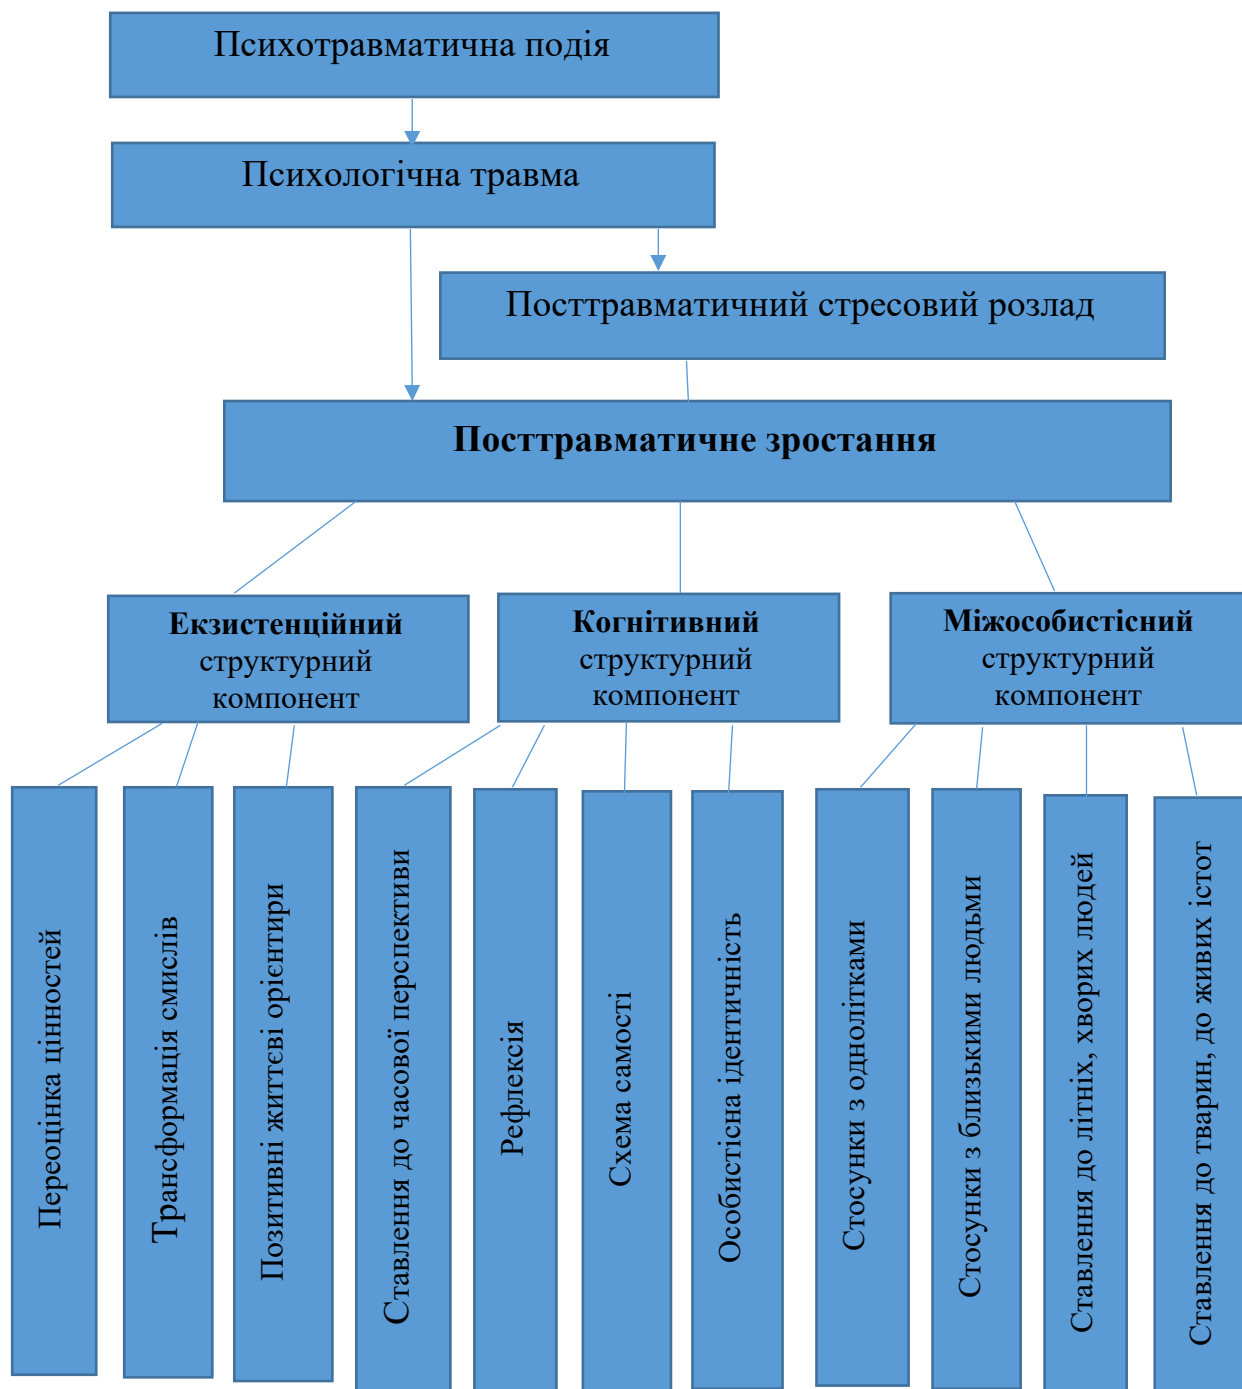 Психотравматична подія
Психологічна травма
Посттравматичний стресовий розлад
Посттравматичне зростання
Екзистенційний
структурний
компонент
Когнітивний
структурний
компонент
Міжособистісний
структурний
компонент
Переоцінка цінностей
Трансформація смислів
Позитивні життєві орієнтири
Ставлення до часової перспективи
Рефлексія
Схема самості
Особистісна ідентичність
Стосунки з однолітками
Стосунки з близькими людьми
Ставлення до літніх, хворих людей
Ставлення до тварин, до живих істот